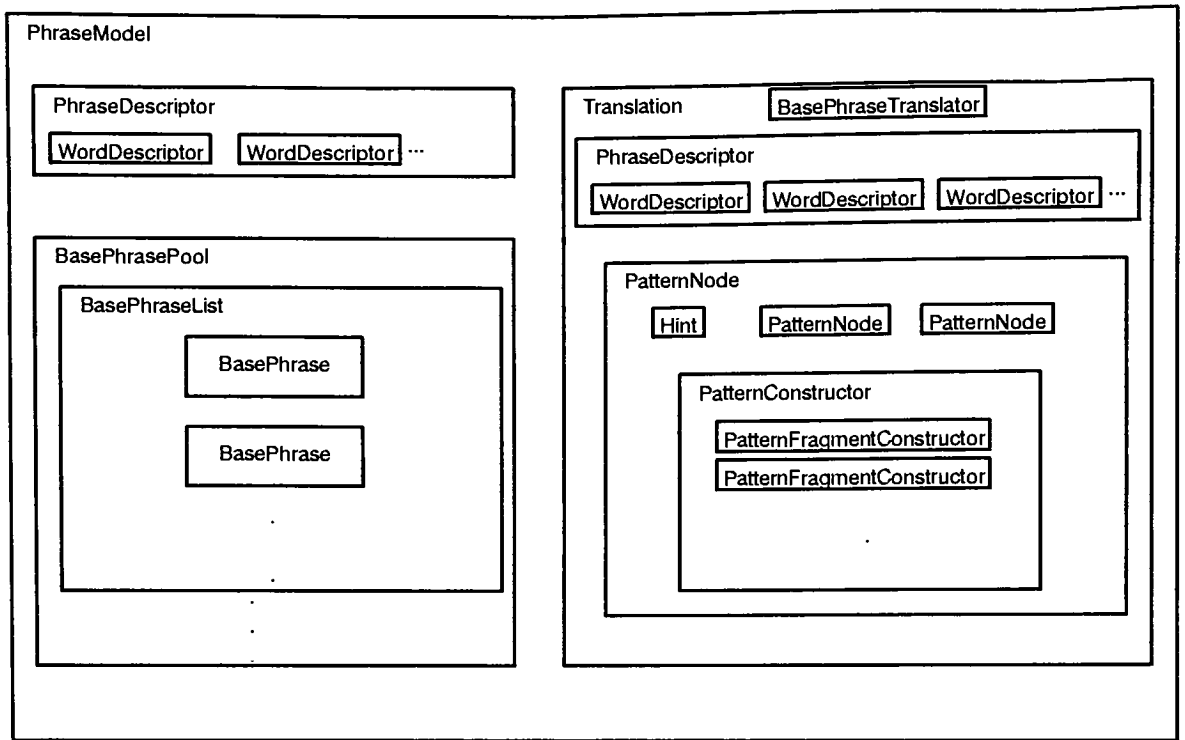 PhraseModel
PhraseDescriptor
WordDescriptor WordDescriptor ...
BasePhrasePool
BasePhraseList
BasePhrase
BasePhrase
Translation BasePhraseTranslator
PhraseDescriptor
WordDescriptor WordDescriptor WordDescriptor ...
PatternNode
Hint PatternNode PatternNode
PatternConstructor
PatternFragmentConstructor
PatternFragmentConstructor